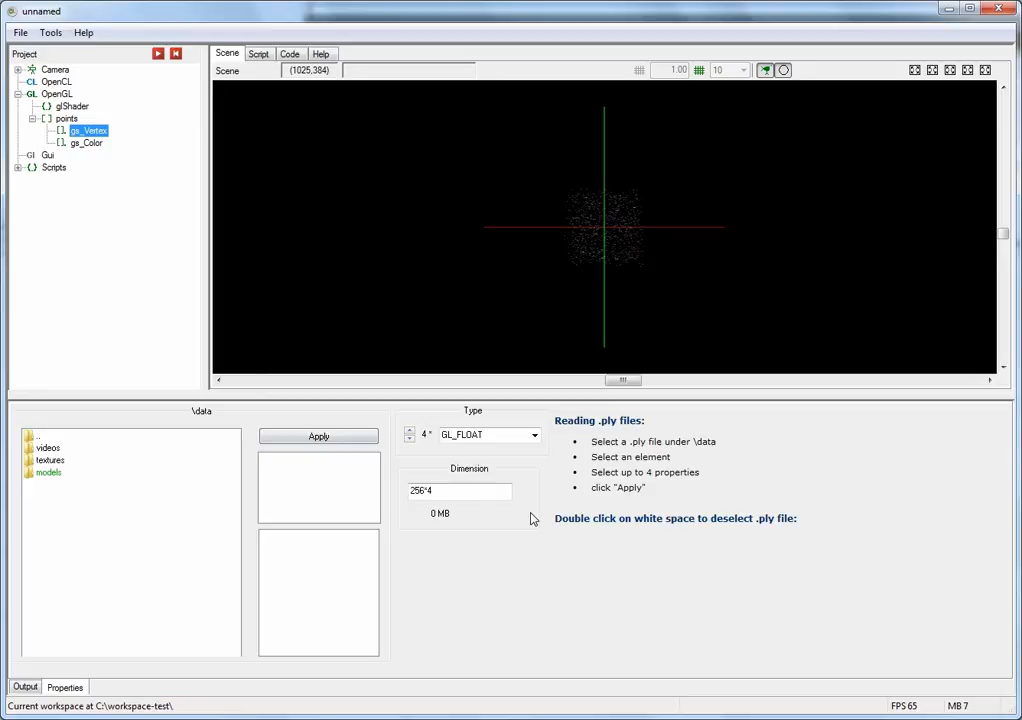 unnamed
File Tools Help
Project
Camera
CL OpenCL
GL OpenGL
{} glShader
[] points
[]. gs_Vertex
[]. gs_Color
GI Gui
{} Scripts
Scene Script Code Help
Scene (1025,384) 1.00 10
\data
..
videos
textures
models
Apply
Type
4 * GL_FLOAT
Dimension
256*4
0 MB
Reading .ply files:
• Select a .ply file under \data
• Select an element
• Select up to 4 properties
• click "Apply"
Double click on white space to deselect .ply file:
Output Properties
Current workspace at C:\workspace-test\ FPS 65 MB 7